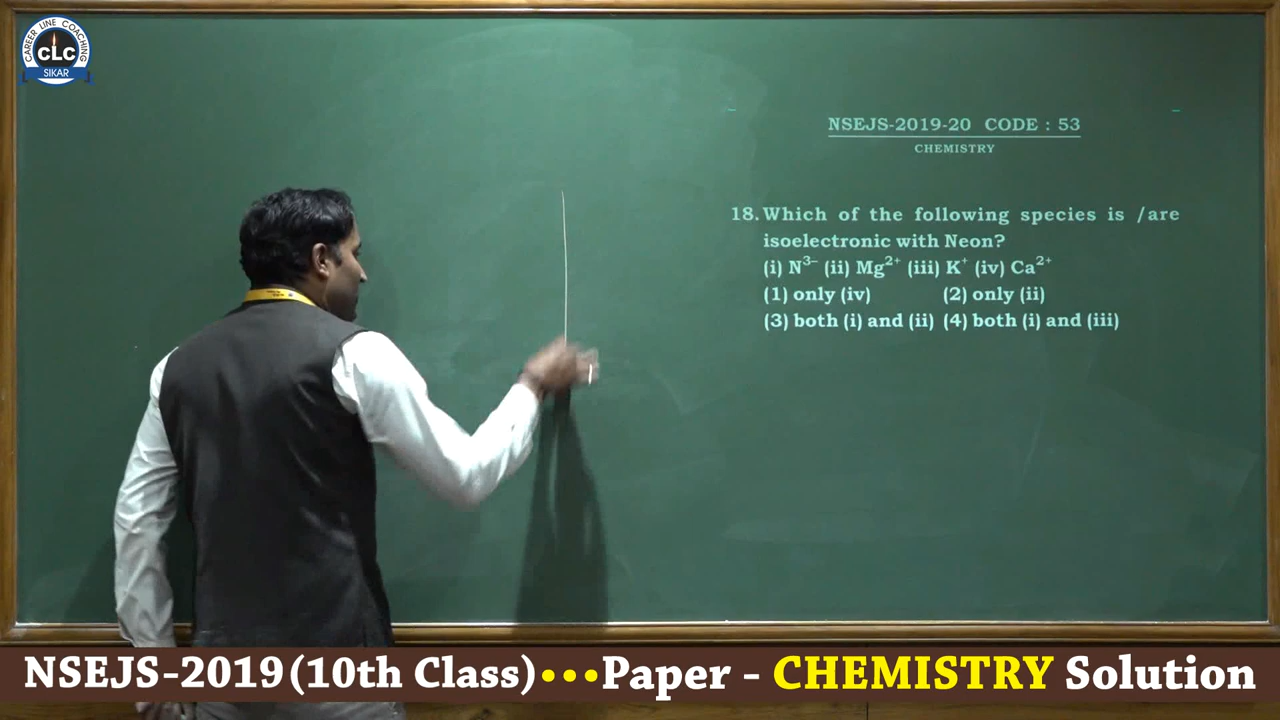 CAREER LINE COACHING
CLC
SIKAR
NSEJS-2019-20 CODE : 53
CHEMISTRY
18. Which of the following species is /are
isoelectronic with Neon?
(i) N³⁻ (ii) Mg²⁺ (iii) K⁺ (iv) Ca²⁺
(1) only (iv) (2) only (ii)
(3) both (i) and (ii) (4) both (i) and (iii)
NSEJS-2019(10th Class)•••Paper - CHEMISTRY Solution